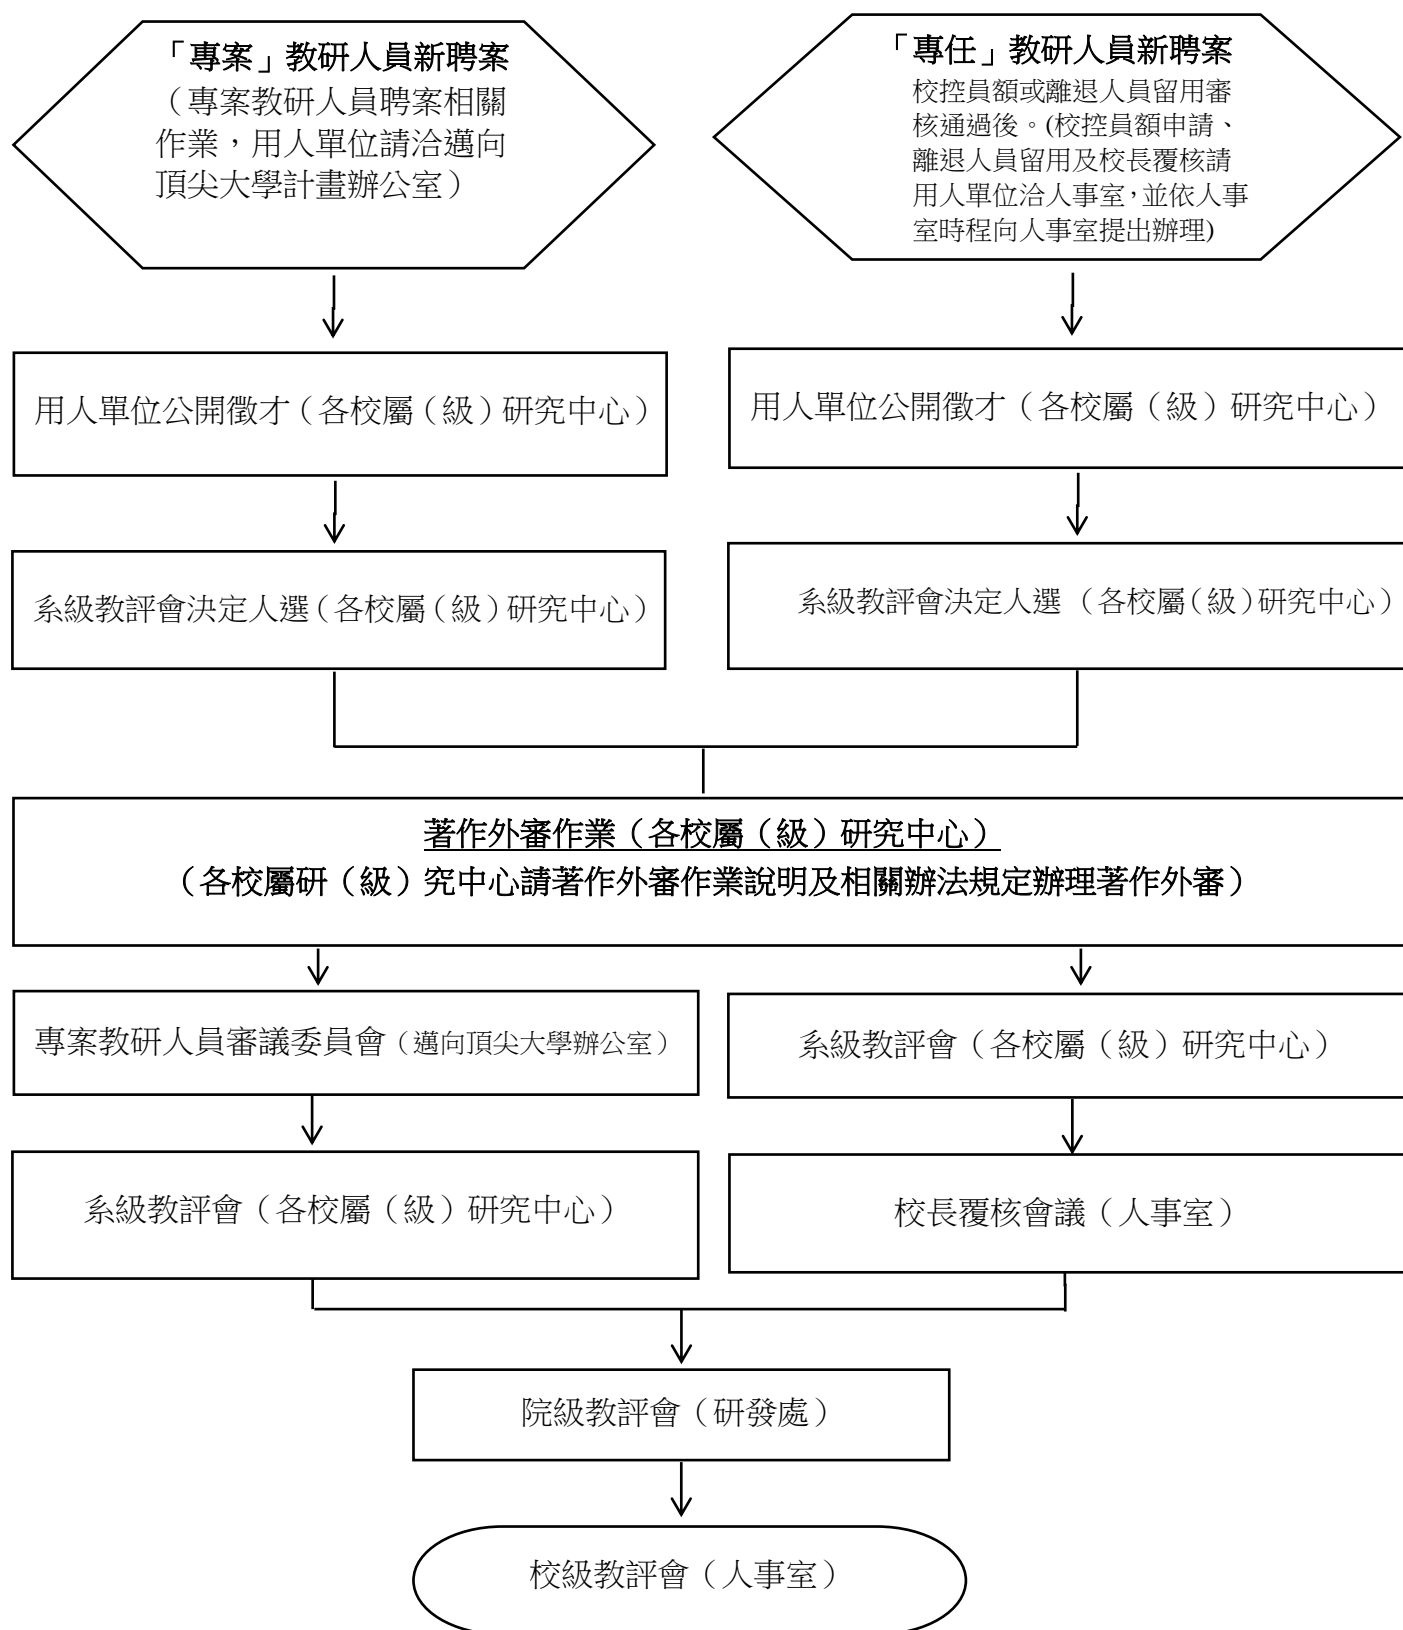 「專案」教研人員新聘案
（專案教研人員聘案相關
作業，用人單位請洽邁向
頂尖大學計畫辦公室）
「專任」教研人員新聘案
校控員額或離退人員留用審
核通過後。(校控員額申請、
離退人員留用及校長覆核請
用人單位洽人事室，並依人事
室時程向人事室提出辦理)
用人單位公開徵才（各校屬（級）研究中心）
用人單位公開徵才（各校屬（級）研究中心）
系級教評會決定人選（各校屬（級）研究中心）
系級教評會決定人選（各校屬（級）研究中心）
著作外審作業（各校屬（級）研究中心）
（各校屬研（級）究中心請著作外審作業說明及相關辦法規定辦理著作外審）
專案教研人員審議委員會（邁向頂尖大學辦公室）
系級教評會（各校屬（級）研究中心）
系級教評會（各校屬（級）研究中心）
校長覆核會議（人事室）
院級教評會（研發處）
校級教評會（人事室）